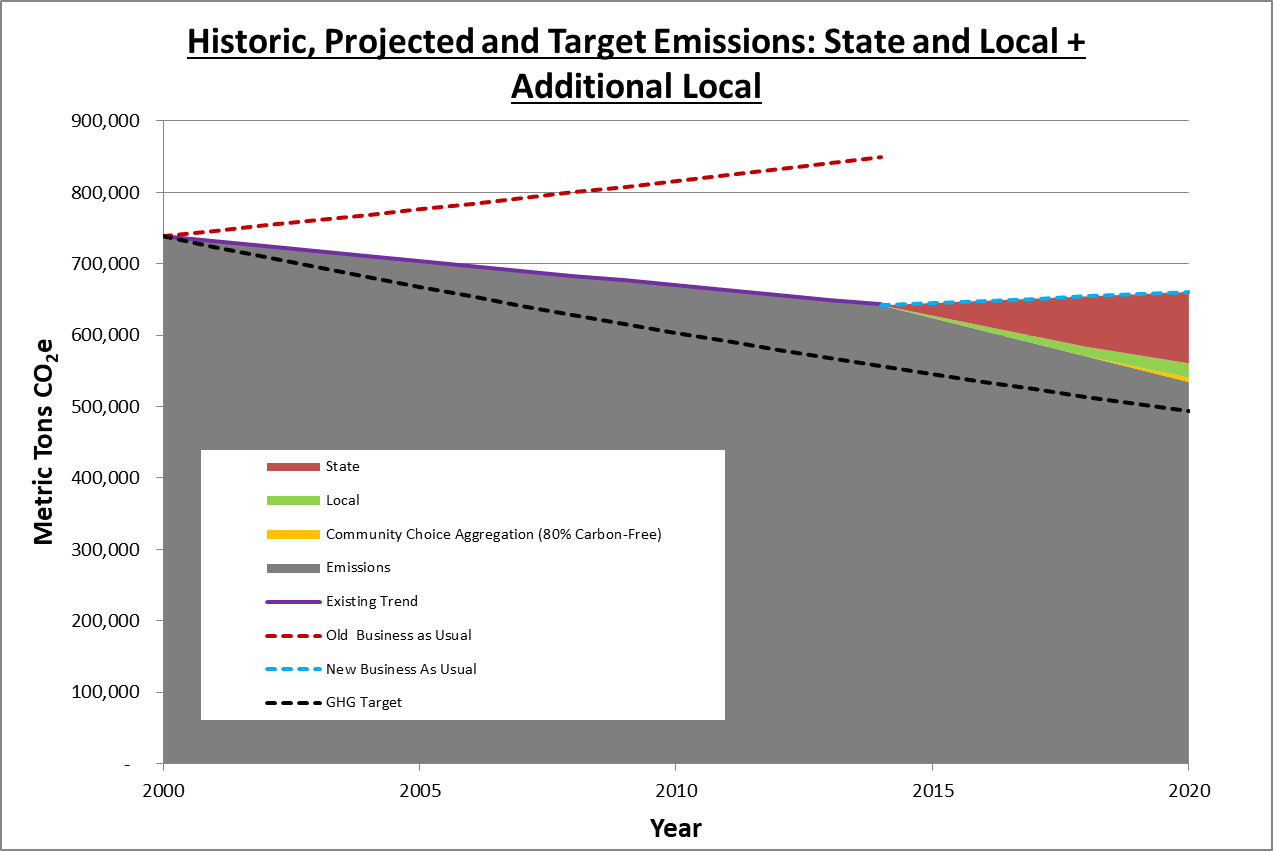 Historic, Projected and Target Emissions: State and Local +
Additional Local
900,000
800,000
700,000
600,000
500,000
400,000
300,000
200,000
100,000
-
Metric Tons CO2e
State
Local
Community Choice Aggregation (80% Carbon-Free)
Emissions
Existing Trend
Old  Business as Usual
New Business As Usual
GHG Target
2000
2005
2010
2015
2020
Year